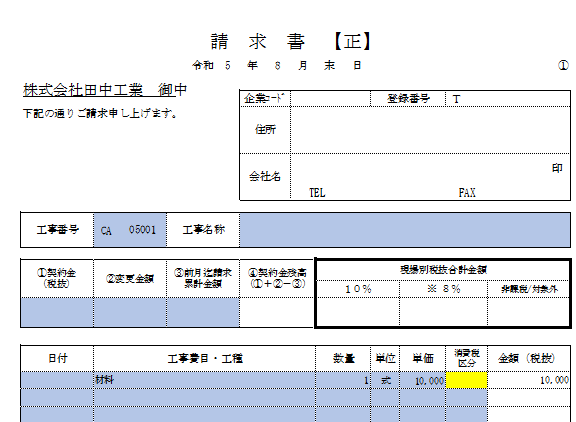 請 求 書 【正】
令和 5 年 8 月 末 日 ①
株式会社田中工業 御中
下記の通りご請求申し上げます。
企業ｺｰﾄﾞ 登録番号 T
住所
会社名 印
TEL FAX
工事番号 CA 05001 工事名称
①契約金(税抜) ②変更金額 ③前月迄請求累計金額 ④契約金残高(①+②-③)
現場別税抜合計金額
10% ※ 8% 非課税/対象外
日付 工事費目・工種 数量 単位 単価 消費税区分 金額（税抜）
材料 1 式 10,000 10,000